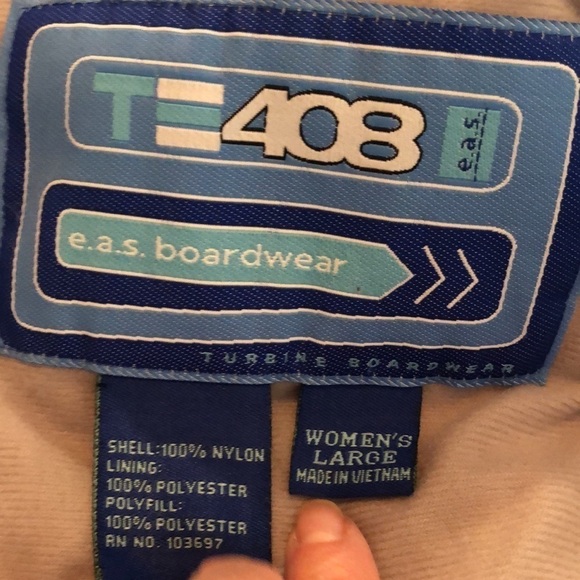 TE408
e.a.s.
e.a.s. boardwear
TURBINE BOARDWEAR
SHELL:100% NYLON
LINING:
100% POLYESTER
POLYFILL:
100% POLYESTER
RN NO. 103697
WOMEN'S
LARGE
MADE IN VIETNAM